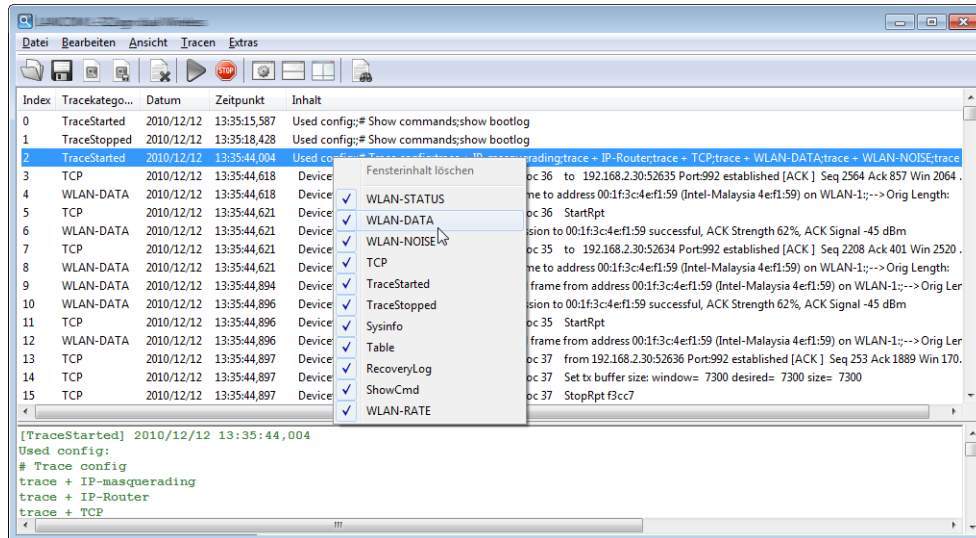 Datei Bearbeiten Ansicht Tracen Extras
STOP
Index Tracekatego... Datum Zeitpunkt Inhalt
0 TraceStarted 2010/12/12 13:35:15,587 Used config:;# Show commands;show bootlog
1 TraceStopped 2010/12/12 13:35:18,428 Used config:;# Show commands;show bootlog
2 TraceStarted 2010/12/12 13:35:44,004 Used trace + IP-Router;trace + TCP;trace + WLAN-DATA;trace + WLAN-NOISE;trace
3 TCP 2010/12/12 13:35:44,618 Device oc 36 to 192.168.2.30:52635 Port:992 established [ACK ] Seq 2564 Ack 857 Win 2064 .
4 WLAN-DATA 2010/12/12 13:35:44,618 Device me to address 00:1f:3c:4e:f1:59 (Intel-Malaysia 4e:f1:59) on WLAN-1:;--> Orig Length:
5 TCP 2010/12/12 13:35:44,621 Device oc 36 StartRpt
6 WLAN-DATA 2010/12/12 13:35:44,621 Device sion to 00:1f:3c:4e:f1:59 successful, ACK Strength 62%, ACK Signal -45 dBm
7 TCP 2010/12/12 13:35:44,621 Device oc 35 to 192.168.2.30:52634 Port:992 established [ACK ] Seq 2208 Ack 401 Win 2520 .
8 WLAN-DATA 2010/12/12 13:35:44,621 Device me to address 00:1f:3c:4e:f1:59 (Intel-Malaysia 4e:f1:59) on WLAN-1:;--> Orig Length:
9 WLAN-DATA 2010/12/12 13:35:44,894 Device frame from address 00:1f:3c:4e:f1:59 (Intel-Malaysia 4e:f1:59) on WLAN-1:;--> Orig Len
10 WLAN-DATA 2010/12/12 13:35:44,896 Device sion to 00:1f:3c:4e:f1:59 successful, ACK Strength 62%, ACK Signal -45 dBm
11 TCP 2010/12/12 13:35:44,896 Device oc 35 StartRpt
12 WLAN-DATA 2010/12/12 13:35:44,896 Device frame from address 00:1f:3c:4e:f1:59 (Intel-Malaysia 4e:f1:59) on WLAN-1:;--> Orig Len
13 TCP 2010/12/12 13:35:44,897 Device oc 37 from 192.168.2.30:52636 Port:992 established [ACK ] Seq 253 Ack 1889 Win 170.
14 TCP 2010/12/12 13:35:44,897 Device oc 37 Set tx buffer size: window= 7300 desired= 7300 size= 7300
15 TCP 2010/12/12 13:35:44,897 Device oc 37 StopRpt f3cc7
Fensterinhalt löschen
WLAN-STATUS
WLAN-DATA
WLAN-NOISE
TCP
TraceStarted
TraceStopped
Sysinfo
Table
RecoveryLog
ShowCmd
WLAN-RATE
[TraceStarted] 2010/12/12 13:35:44,004
Used config:
# Trace config
trace + IP-masquerading
trace + IP-Router
trace + TCP